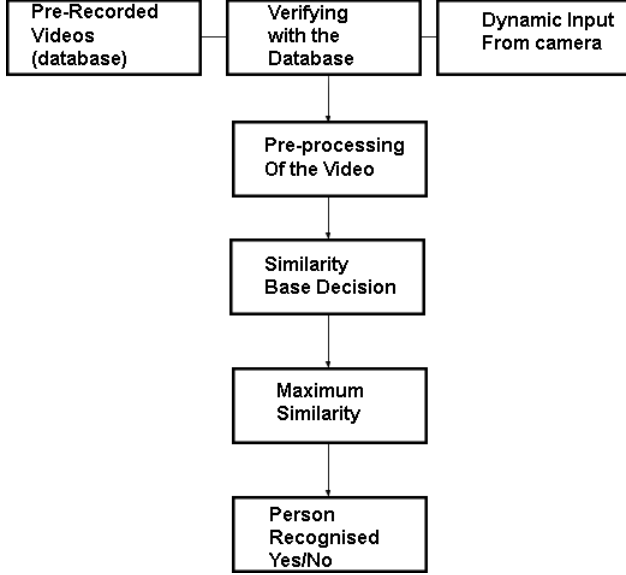 Pre-Recorded
Videos
(database)
Verifying
with the
Database
Dynamic Input
From camera
Pre-processing
Of the Video
Similarity
Base Decision
Maximum
Similarity
Person
Recognised
Yes/No